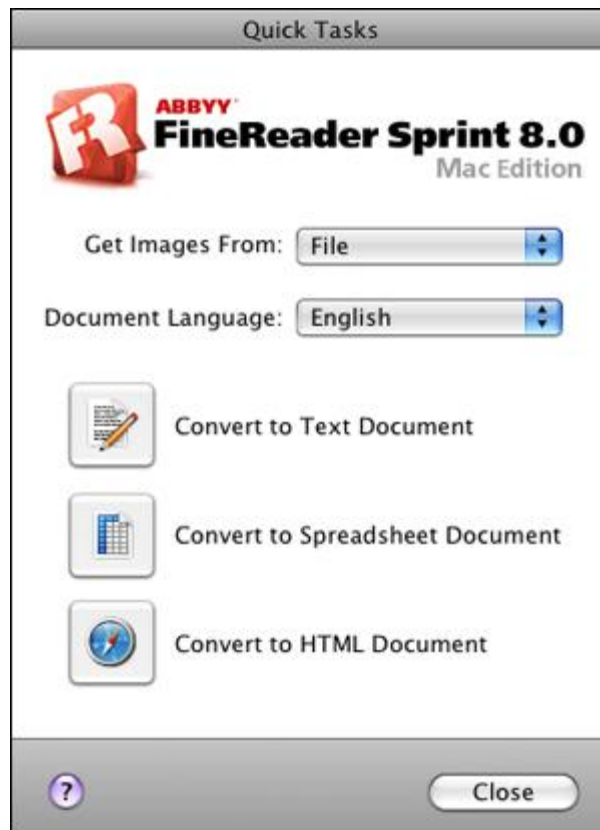 Quick Tasks
ABBYY
FineReader Sprint 8.0
Mac Edition
Get Images From: File
Document Language: English
Convert to Text Document
Convert to Spreadsheet Document
Convert to HTML Document
? Close